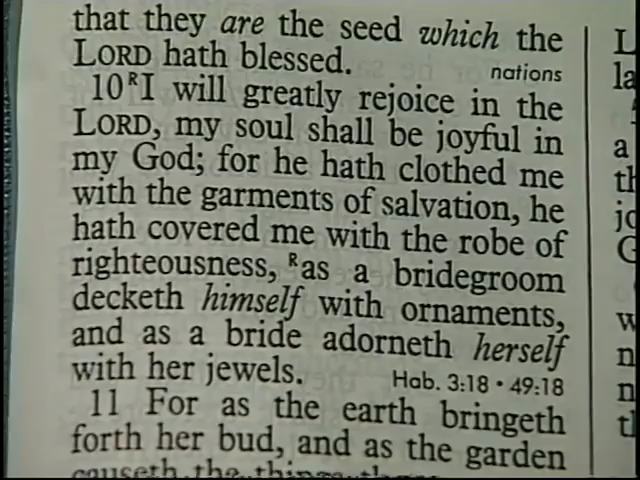 that they are the seed which the
LORD hath blessed.
nations
10 R I will greatly rejoice in the
LORD, my soul shall be joyful in
my God; for he hath clothed me
with the garments of salvation, he
hath covered me with the robe of
righteousness, R as a bridegroom
decketh himself with ornaments,
and as a bride adorneth herself
with her jewels.
Hab. 3:18 • 49:18
11 For as the earth bringeth
forth her bud, and as the garden
causeth the things